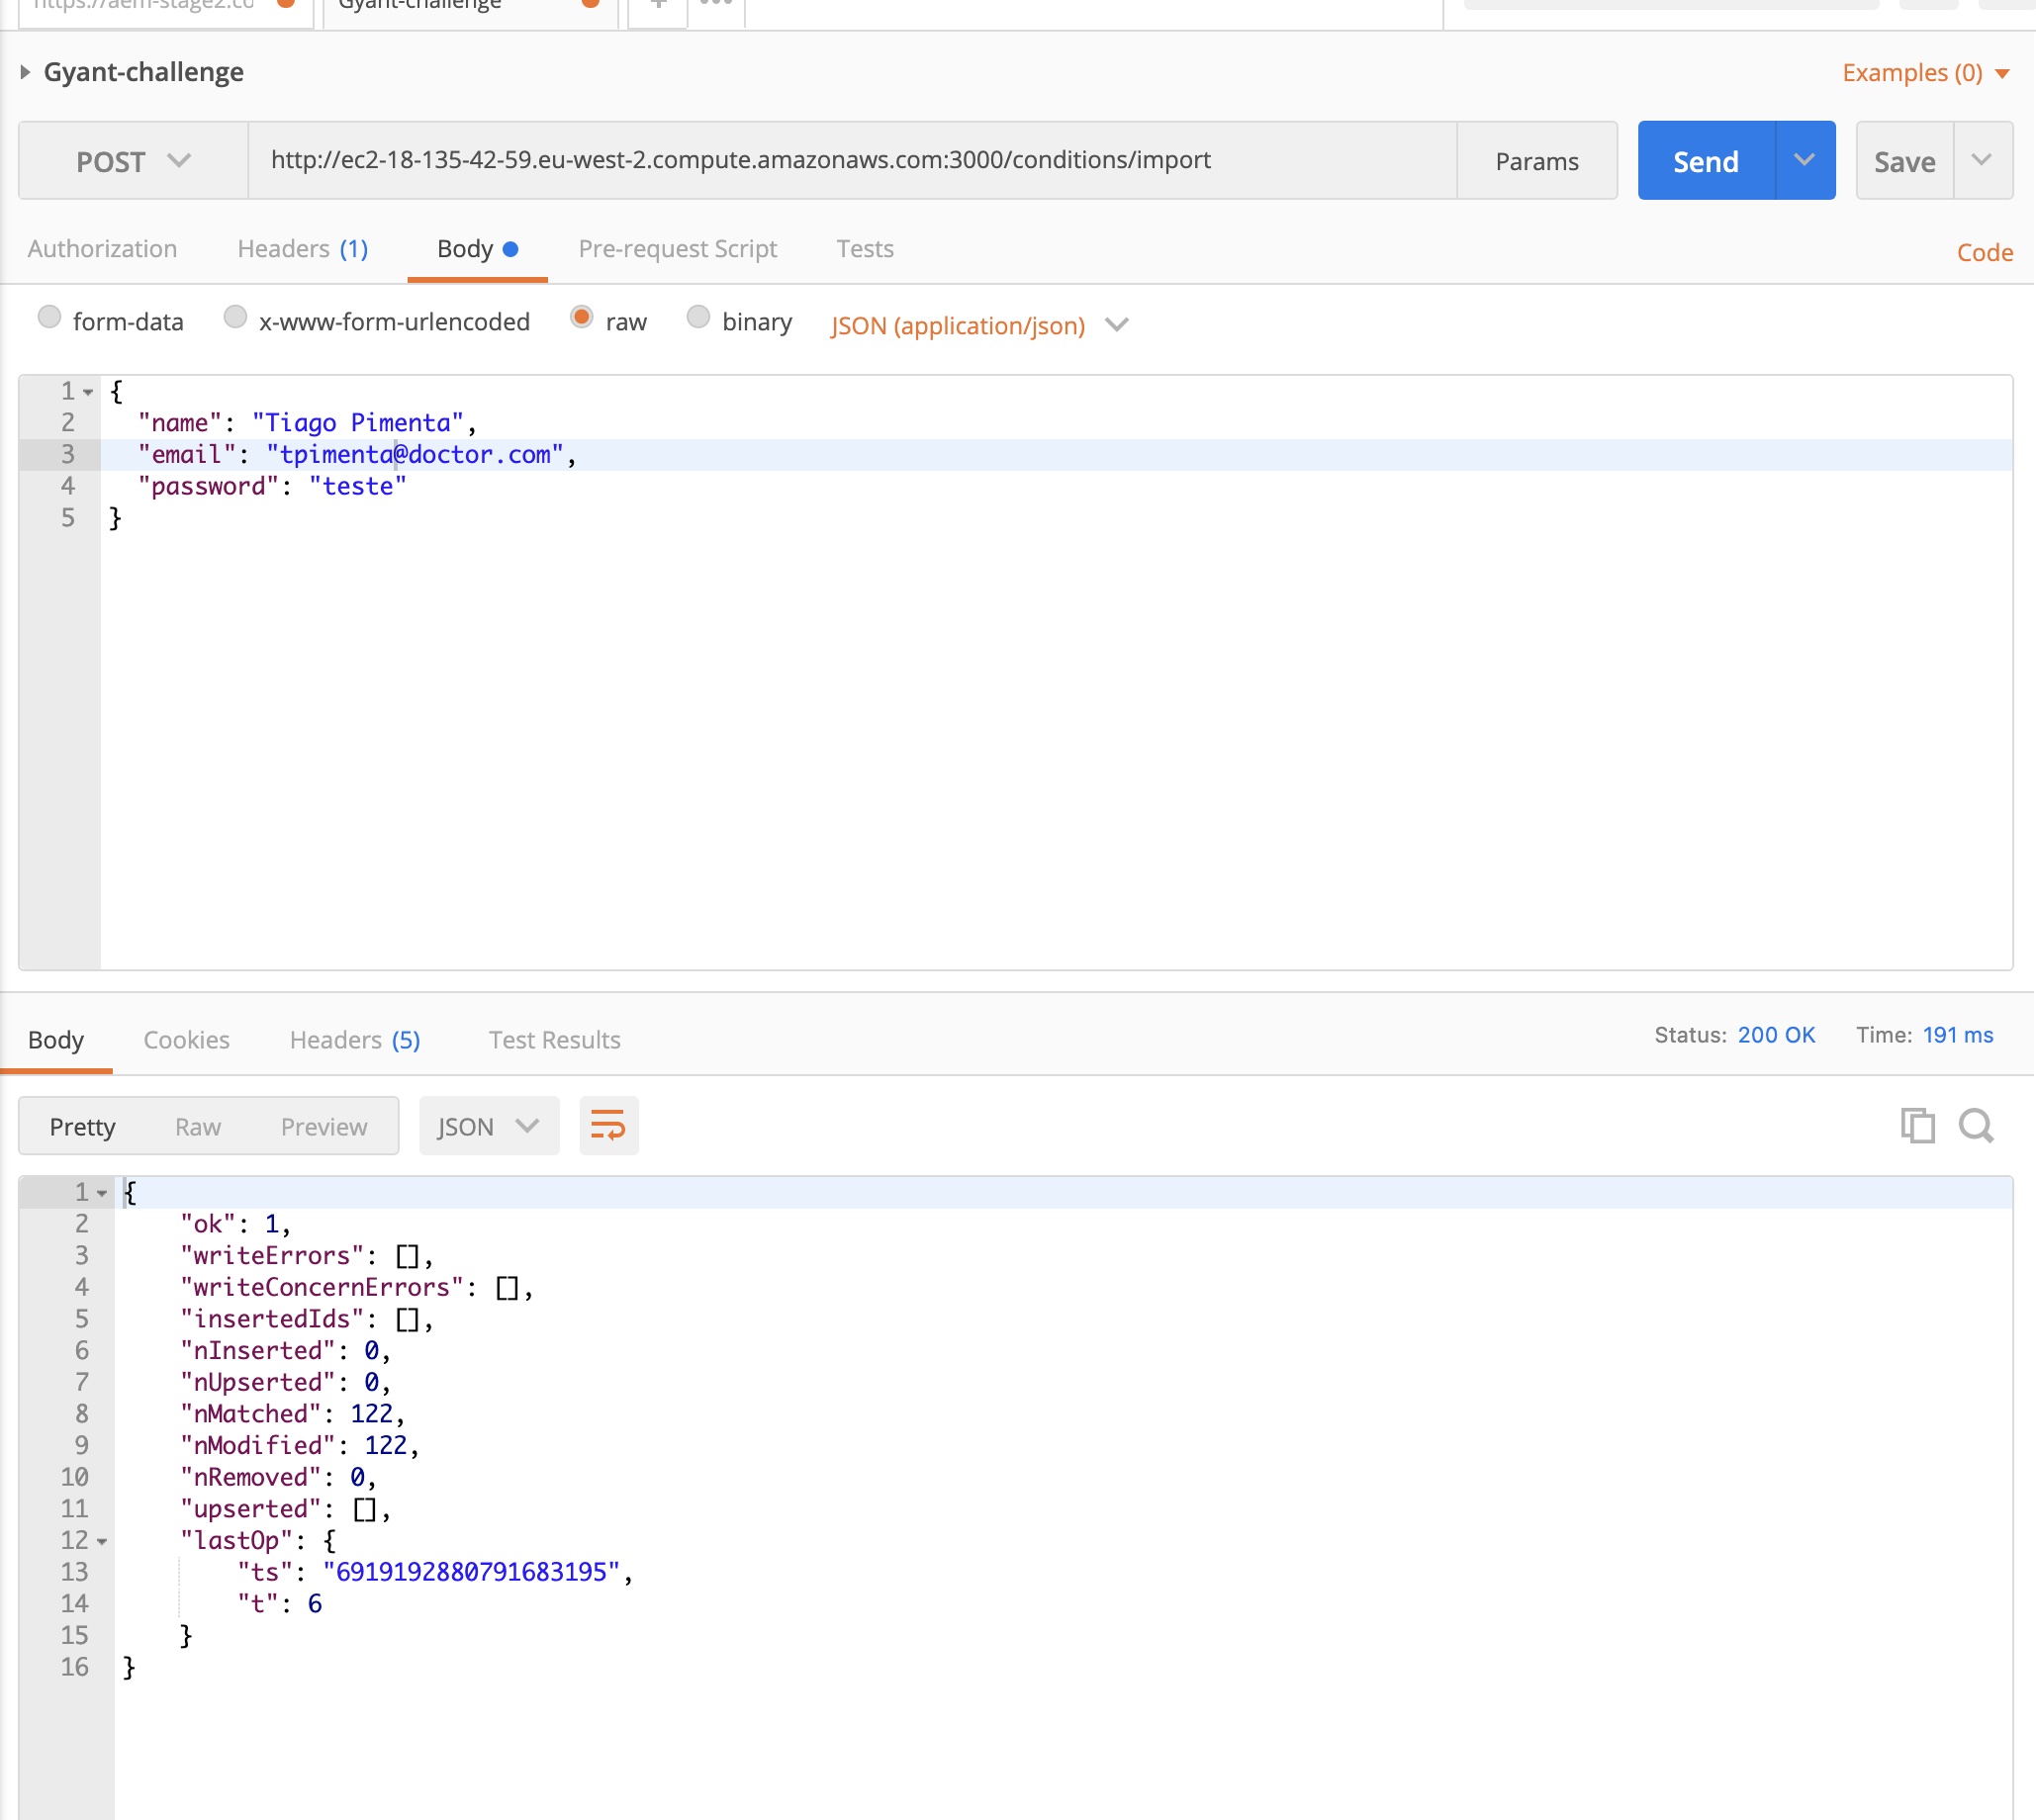 https://aem-stage2.co
Gyant-challenge
Gyant-challenge
Examples (0)
POST
http://ec2-18-135-42-59.eu-west-2.compute.amazonaws.com:3000/conditions/import
Params
Send
Save
Authorization
Headers (1)
Body
Pre-request Script
Tests
Code
form-data
x-www-form-urlencoded
raw
binary
JSON (application/json)
1 {
2 "name": "Tiago Pimenta",
3 "email": "tpimenta@doctor.com",
4 "password": "teste"
5 }
Body
Cookies
Headers (5)
Test Results
Status: 200 OK
Time: 191 ms
Pretty
Raw
Preview
JSON
1 {
2 "ok": 1,
3 "writeErrors": [],
4 "writeConcernErrors": [],
5 "insertedIds": [],
6 "nInserted": 0,
7 "nUpserted": 0,
8 "nMatched": 122,
9 "nModified": 122,
10 "nRemoved": 0,
11 "upserted": [],
12 "lastOp": {
13 "ts": "6919192880791683195",
14 "t": 6
15 }
16 }